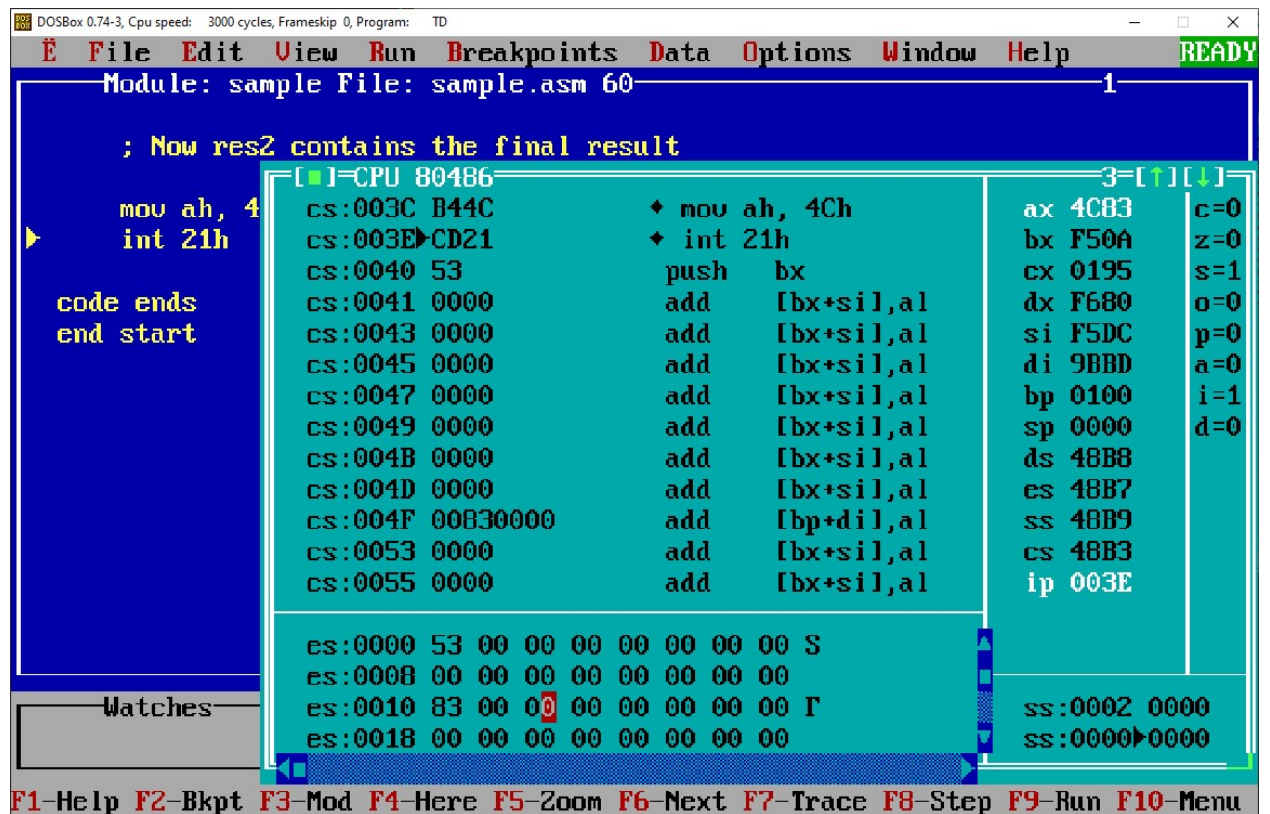 DOSBox 0.74-3, Cpu speed: 3000 cycles, Frameskip 0, Program: TD
Ë File Edit View Run Breakpoints Data Options Window Help READY
Module: sample File: sample.asm 60 1
; Now res2 contains the final result
[■]=CPU 80486 3=[↑][↓]
mov ah, 4
int 21h
code ends
end start
cs:003C B44C ♦ mov ah, 4Ch
cs:003E►CD21 ♦ int 21h
cs:0040 53 push bx
cs:0041 0000 add [bx+si],al
cs:0043 0000 add [bx+si],al
cs:0045 0000 add [bx+si],al
cs:0047 0000 add [bx+si],al
cs:0049 0000 add [bx+si],al
cs:004B 0000 add [bx+si],al
cs:004D 0000 add [bx+si],al
cs:004F 00830000 add [bp+di],al
cs:0053 0000 add [bx+si],al
cs:0055 0000 add [bx+si],al
ax 4C83 c=0
bx F50A z=0
cx 0195 s=1
dx F680 o=0
si F5DC p=0
di 9BBD a=0
bp 0100 i=1
sp 0000 d=0
ds 48B8
es 48B7
ss 48B9
cs 48B3
ip 003E
es:0000 53 00 00 00 00 00 00 00 S
es:0008 00 00 00 00 00 00 00 00
es:0010 83 00 00 00 00 00 00 00 Г
es:0018 00 00 00 00 00 00 00 00
ss:0002 0000
ss:0000►0000
Watches
F1-Help F2-Bkpt F3-Mod F4-Here F5-Zoom F6-Next F7-Trace F8-Step F9-Run F10-Menu